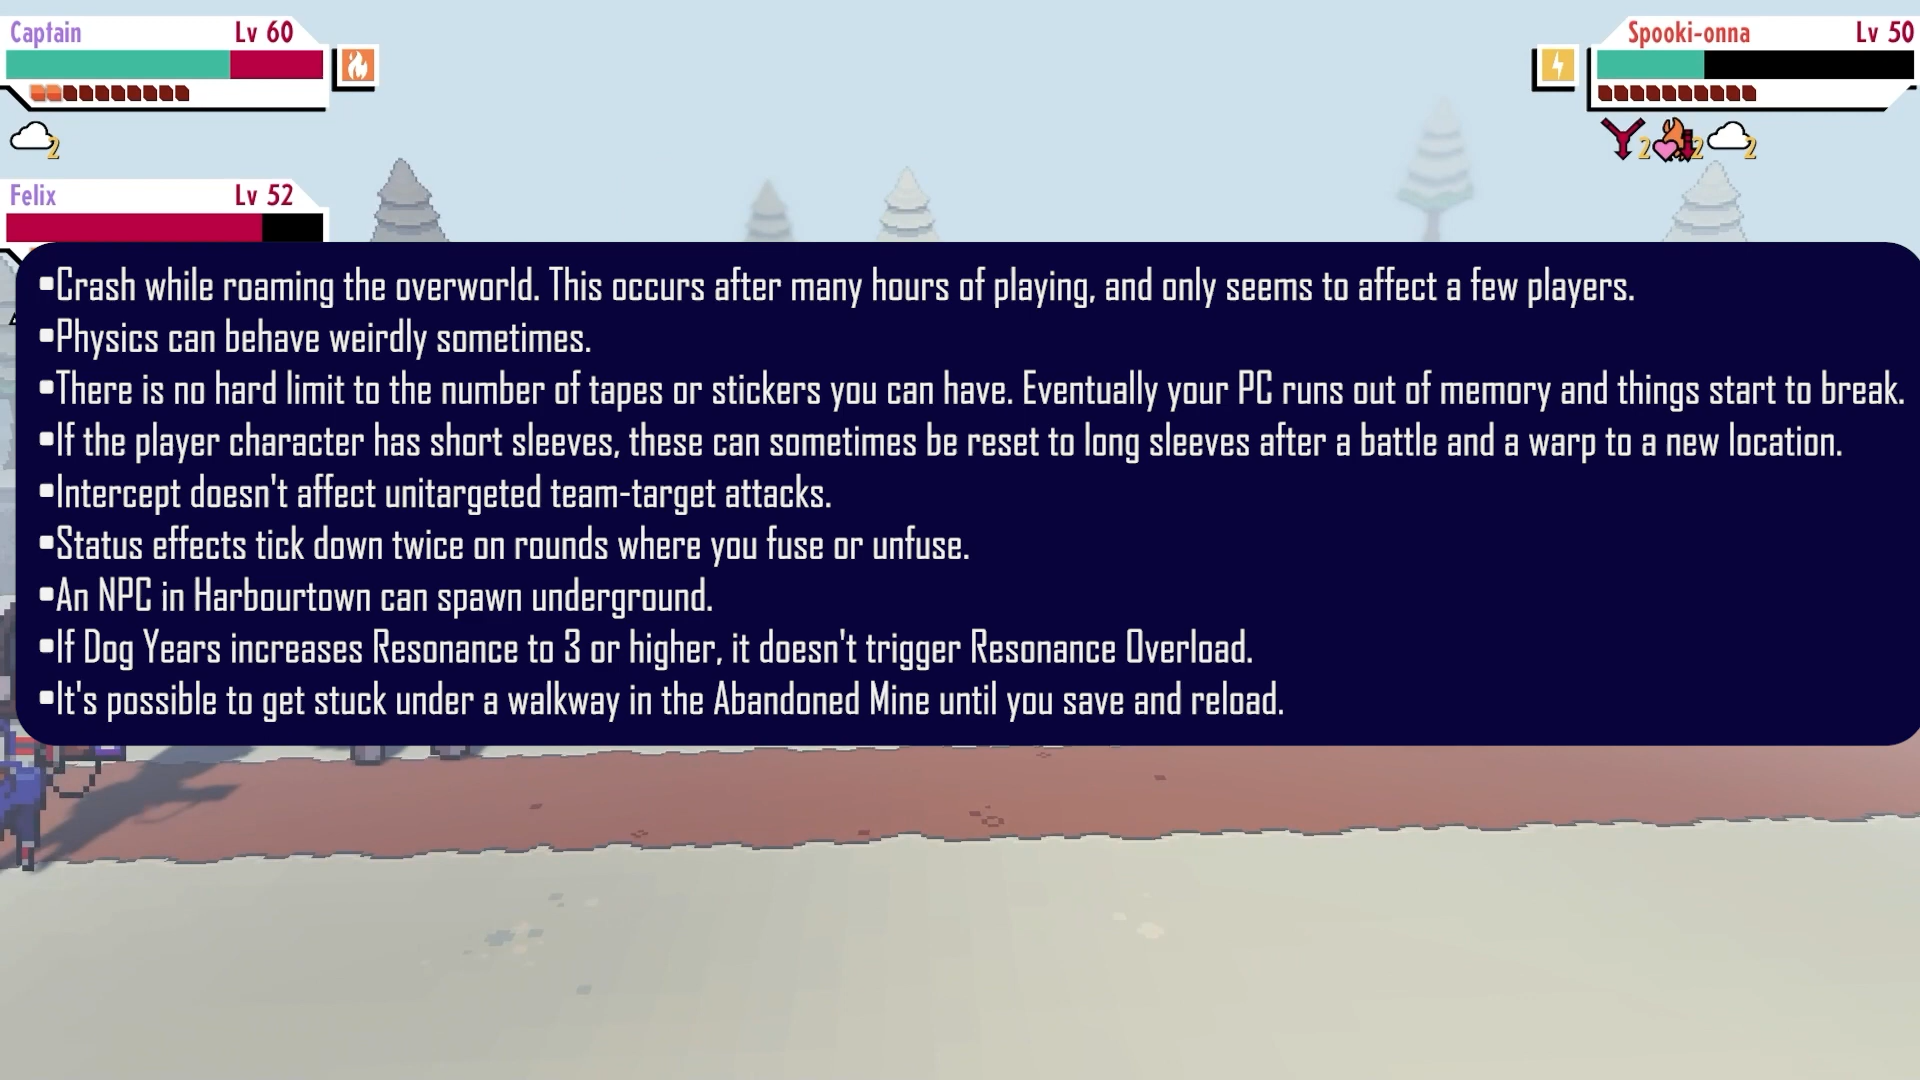 Captain Lv 60
Spooki-onna Lv 50
2
2 2 2
Felix Lv 52
▪Crash while roaming the overworld. This occurs after many hours of playing, and only seems to affect a few players.
▪Physics can behave weirdly sometimes.
▪There is no hard limit to the number of tapes or stickers you can have. Eventually your PC runs out of memory and things start to break.
▪If the player character has short sleeves, these can sometimes be reset to long sleeves after a battle and a warp to a new location.
▪Intercept doesn't affect unitargeted team-target attacks.
▪Status effects tick down twice on rounds where you fuse or unfuse.
▪An NPC in Harbourtown can spawn underground.
▪If Dog Years increases Resonance to 3 or higher, it doesn't trigger Resonance Overload.
▪It's possible to get stuck under a walkway in the Abandoned Mine until you save and reload.